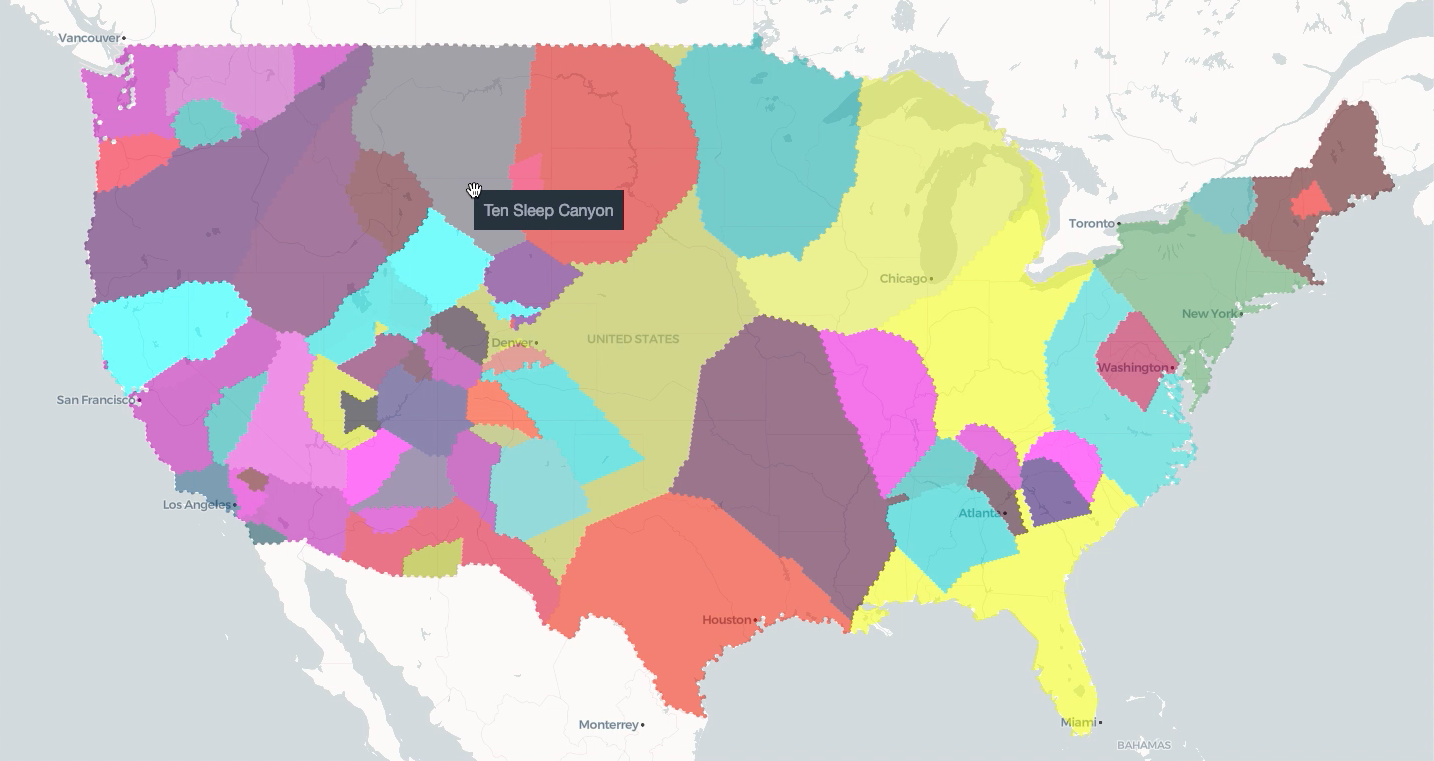 Vancouver
Ten Sleep Canyon
Toronto
Chicago
New York
Denver
UNITED STATES
Washington
San Francisco
Los Angeles
Atlanta
Houston
Monterrey
Miami
BAHAMAS